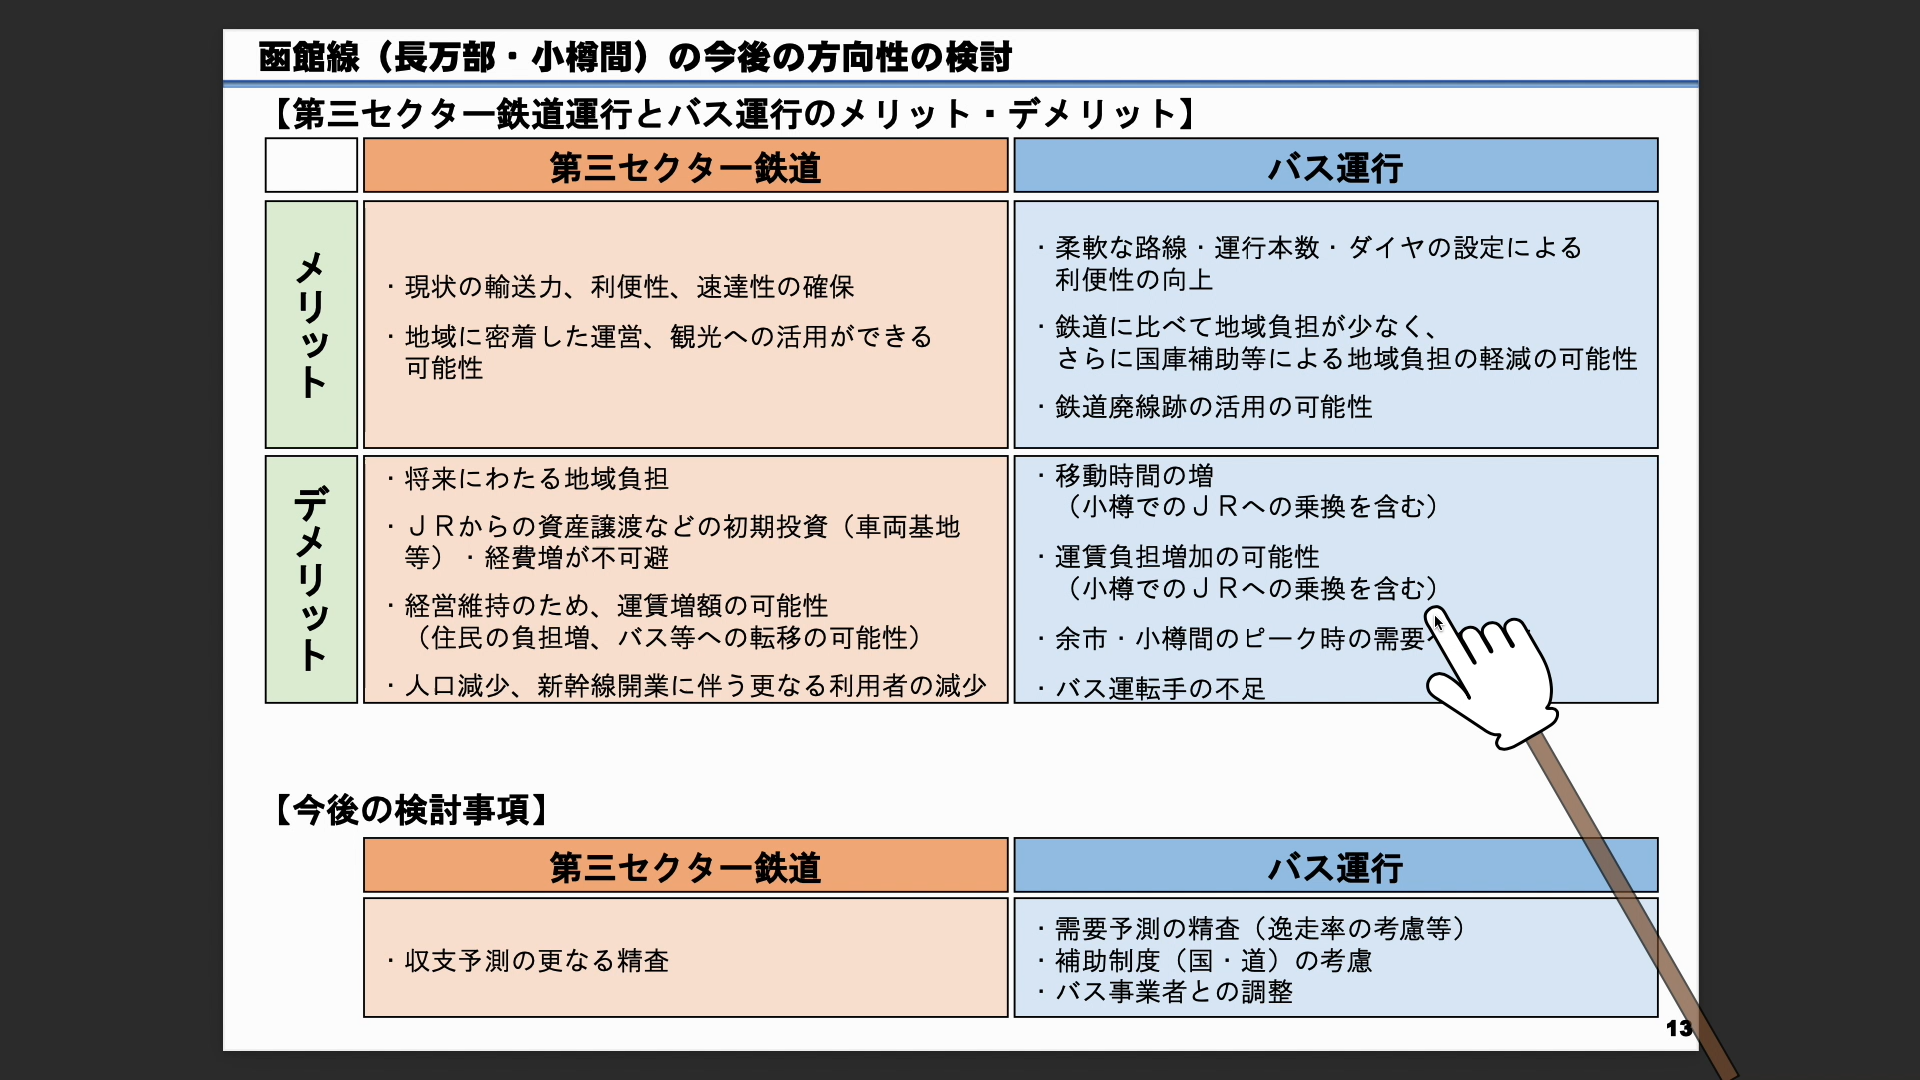 函館線（長万部・小樽間）の今後の方向性の検討
【第三セクター鉄道運行とバス運行のメリット・デメリット】
第三セクター鉄道
バス運行
メリット
・現状の輸送力、利便性、速達性の確保
・地域に密着した運営、観光への活用ができる
可能性
・柔軟な路線・運行本数・ダイヤの設定による
利便性の向上
・鉄道に比べて地域負担が少なく、
さらに国庫補助等による地域負担の軽減の可能性
・鉄道廃線跡の活用の可能性
デメリット
・将来にわたる地域負担
・ＪＲからの資産譲渡などの初期投資（車両基地
等）・経費増が不可避
・経営維持のため、運賃増額の可能性
（住民の負担増、バス等への転移の可能性）
・人口減少、新幹線開業に伴う更なる利用者の減少
・移動時間の増
（小樽でのＪＲへの乗換を含む）
・運賃負担増加の可能性
（小樽でのＪＲへの乗換を含む）
・余市・小樽間のピーク時の需要
・バス運転手の不足
【今後の検討事項】
第三セクター鉄道
バス運行
・収支予測の更なる精査
・需要予測の精査（逸走率の考慮等）
・補助制度（国・道）の考慮
・バス事業者との調整
13